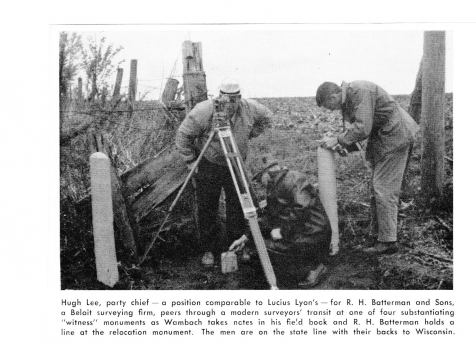 Hugh Lee, party chief — a position comparable to Lucius Lyon's — for R. H. Batterman and Sons,
a Beloit surveying firm, peers through a modern surveyors' transit at one of four substantiating
"witness" monuments as Wambach takes notes in his field book and R. H. Batterman holds a
line at the relocation monument. The men are on the state line with their backs to Wisconsin.